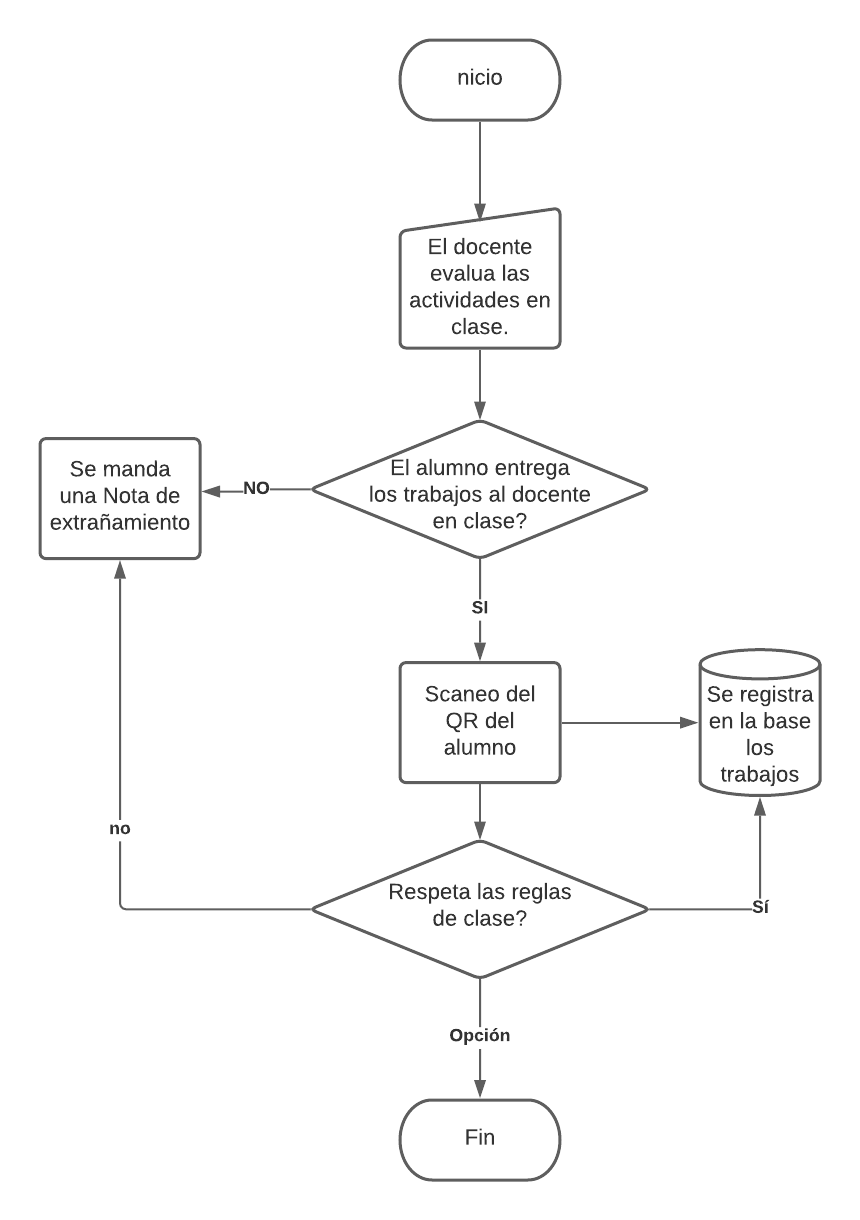 nicio
El docente
evalua las
actividades en
clase.
El alumno entrega
los trabajos al docente
en clase?
NO
Se manda
una Nota de
extrañamiento
SI
Scaneo del
QR del
alumno
Se registra
en la base
los
trabajos
no
Respeta las reglas
de clase?
Sí
Opción
Fin